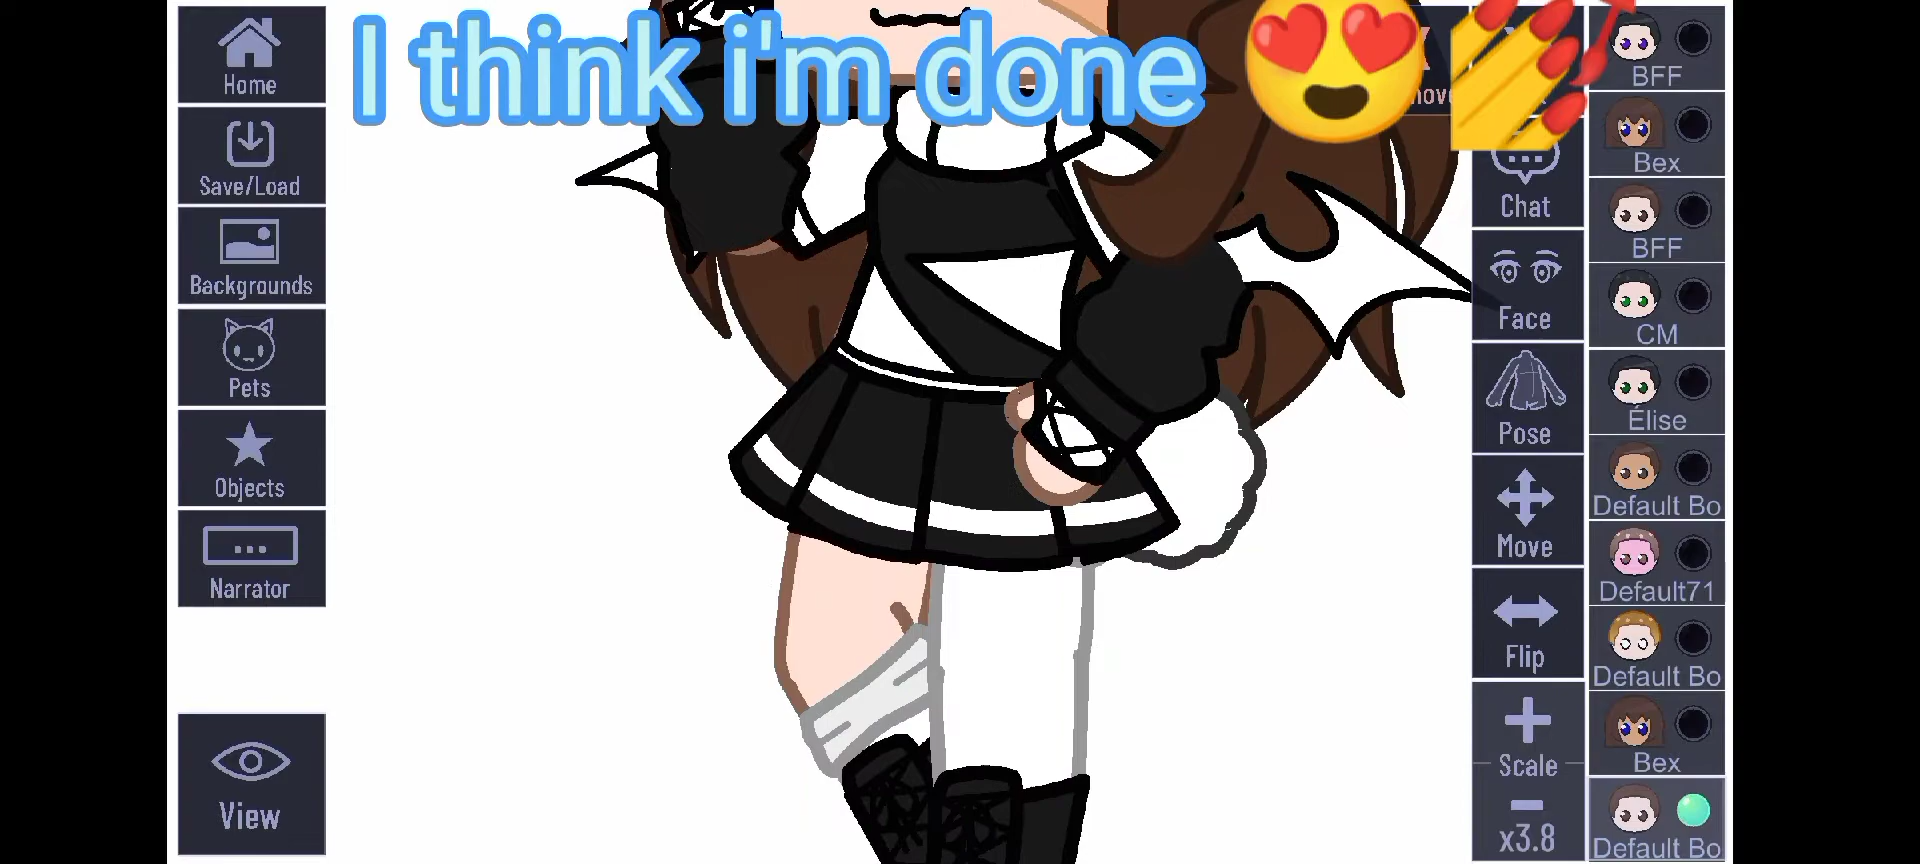 I think i'm done 😍💅
Home
Save/Load
Backgrounds
Pets
Objects
Narrator
View
Chat
Face
Pose
Move
Flip
Scale
x3.8
BFF
Bex
BFF
CM
Élise
Default Bo
Default71
Default Bo
Bex
Default Bo